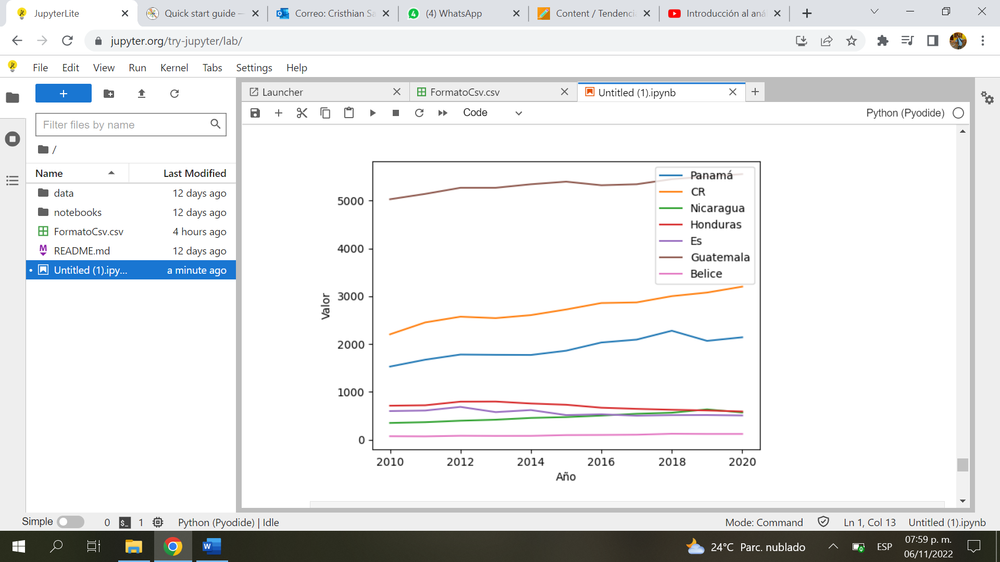 JupyterLite
Quick start guide —
Correo: Cristhian Sa
(4) WhatsApp
Content / Tendenci
Introducción al aná
jupyter.org/try-jupyter/lab/
File Edit View Run Kernel Tabs Settings Help
Filter files by name
/
Name Last Modified
data 12 days ago
notebooks 12 days ago
FormatoCsv.csv 4 hours ago
README.md 12 days ago
Untitled (1).ipy... a minute ago
Launcher
FormatoCsv.csv
Untitled (1).ipynb
Code
Python (Pyodide)
Panamá
CR
Nicaragua
Honduras
Es
Guatemala
Belice
5000
4000
3000
2000
1000
0
Valor
2010 2012 2014 2016 2018 2020
Año
Simple 0 $_ 1 Python (Pyodide) | Idle
Mode: Command Ln 1, Col 13 Untitled (1).ipynb
24°C Parc. nublado
ESP
07:59 p. m.
06/11/2022